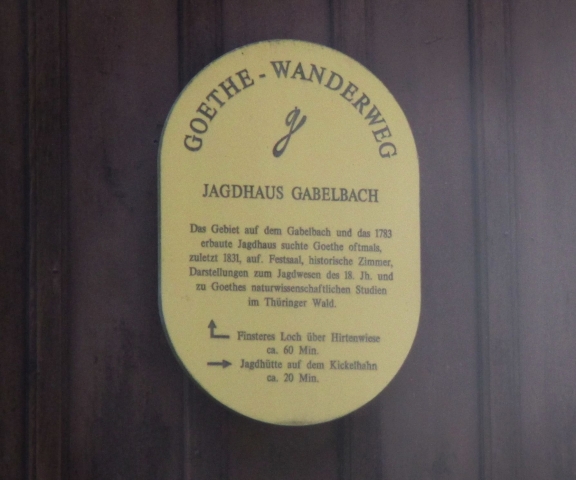 GOETHE - WANDERWEG
g
JAGDHAUS GABELBACH
Das Gebiet auf dem Gabelbach und das 1783
erbaute Jagdhaus suchte Goethe oftmals,
zuletzt 1831, auf. Festsaal, historische Zimmer,
Darstellungen zum Jagdwesen des 18. Jh. und
zu Goethes naturwissenschaftlichen Studien
im Thüringer Wald.
Finsteres Loch über Hirtenwiese
ca. 60 Min.
Jagdhütte auf dem Kickelhahn
ca. 20 Min.